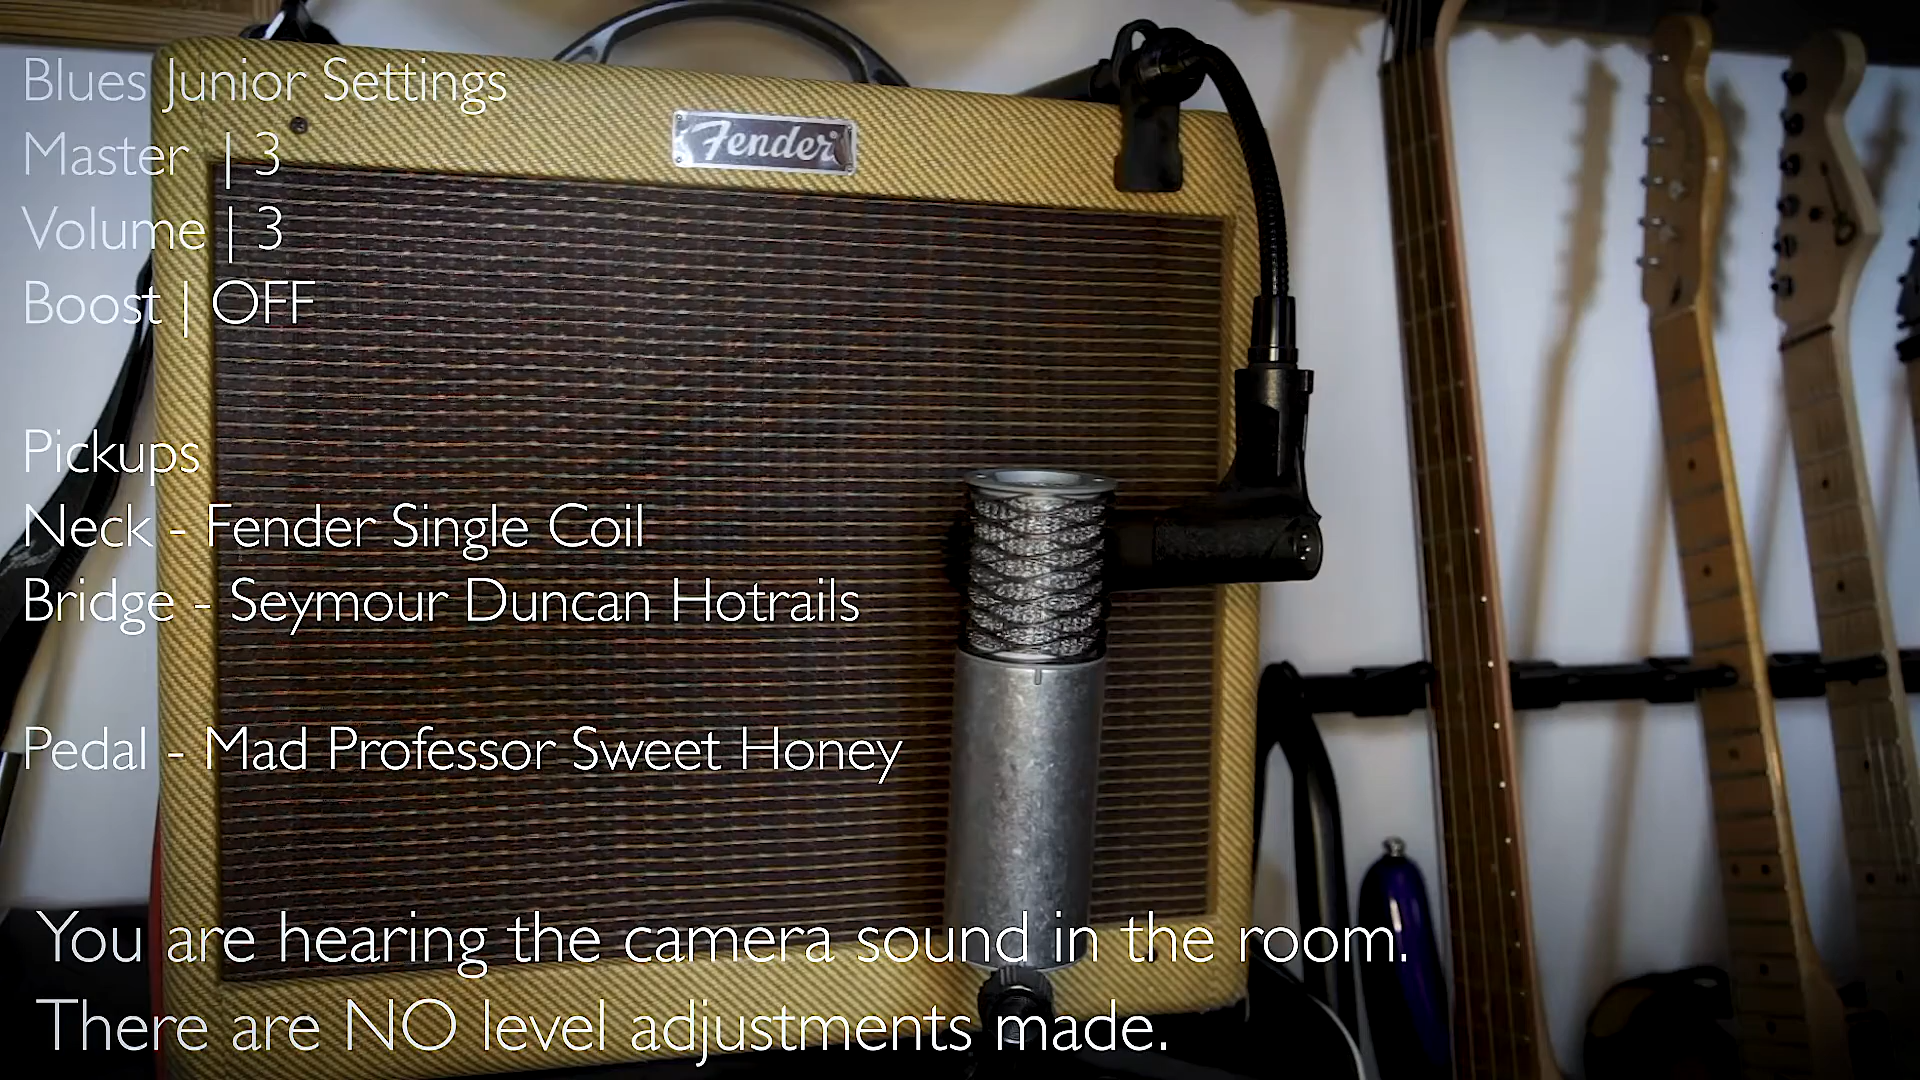 Blues Junior Settings
Master | 3
Volume | 3
Boost | OFF
Pickups
Neck - Fender Single Coil
Bridge - Seymour Duncan Hotrails
Pedal - Mad Professor Sweet Honey
You are hearing the camera sound in the room.
There are NO level adjustments made.
Fender